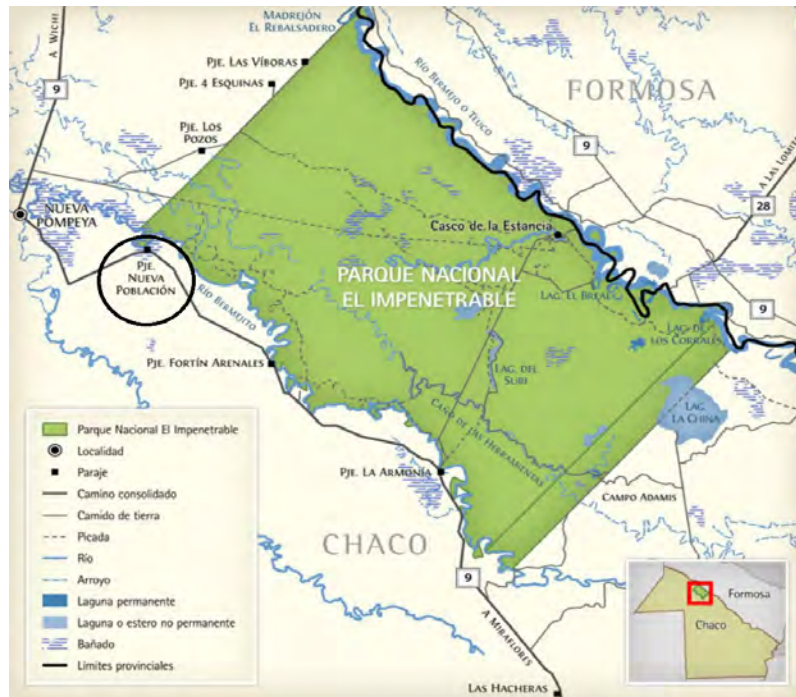 MADREJÓN
EL REBALSADERO
A WICHI
9
PJE. LAS VÍBORAS
PJE. 4 ESQUINAS
PJE. LOS
POZOS
RÍO BERMEJO O TEUCO
FORMOSA
9
A LAS LOMITAS
28
NUEVA
POMPEYA
PJE.
NUEVA
POBLACIÓN
Casco de la Estancia
PARQUE NACIONAL
EL IMPENETRABLE
RÍO BERMEJITO
LAG. EL BREAL
9
LAG. DE
LOS CORRALES
PJE. FORTÍN ARENALES
LAG. DEL
SURI
CAÑO DE LAS HERRAMIENTAS
LAG.
LA CHINA
PJE. LA ARMONÍA
CAMPO ADAMIS
CHACO
9
A MIRAFLORES
LAS HACHERAS
Parque Nacional El Impenetrable
Localidad
Paraje
Camino consolidado
Camido de tierra
Picada
Río
Arroyo
Laguna permanente
Laguna o estero no permanente
Bañado
Límites provinciales
Formosa
Chaco